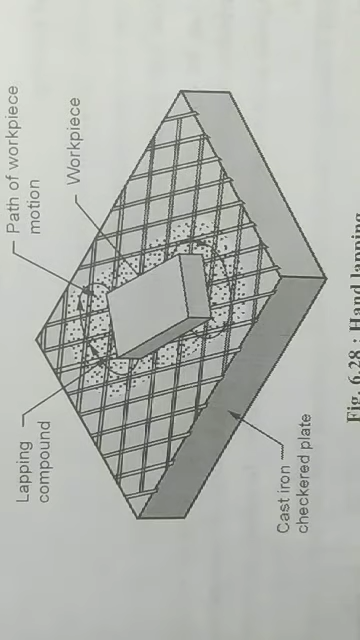 Path of workpiece
motion
Workpiece
Lapping
compound
Cast iron
checkered plate
Fig. 6.28 : Hand lapping